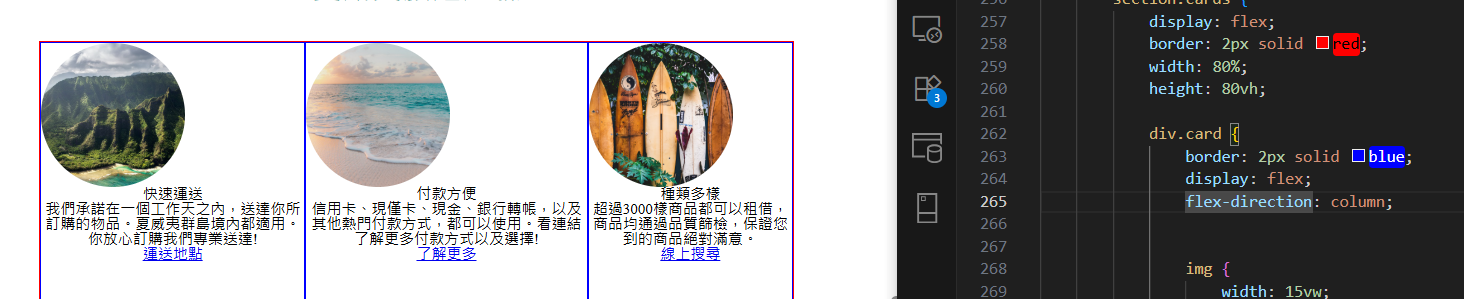 快速運送
我們承諾在一個工作天之內，送達你所
訂購的物品。夏威夷群島境內都適用。
你放心訂購我們專業送達!
運送地點
付款方便
信用卡、現僅卡、現金、銀行轉帳，以及
其他熱門付款方式，都可以使用。看連結
了解更多付款方式以及選擇!
了解更多
種類多樣
超過3000樣商品都可以租借，
商品均通過品質篩檢，保證您
到的商品絕對滿意。
線上搜尋
3
section.cards {
257 display: flex;
258 border: 2px solid red;
259 width: 80%;
260 height: 80vh;
261
262 div.card {
263 border: 2px solid blue;
264 display: flex;
265 flex-direction: column;
266
267
268 img {
269 width: 15vw;